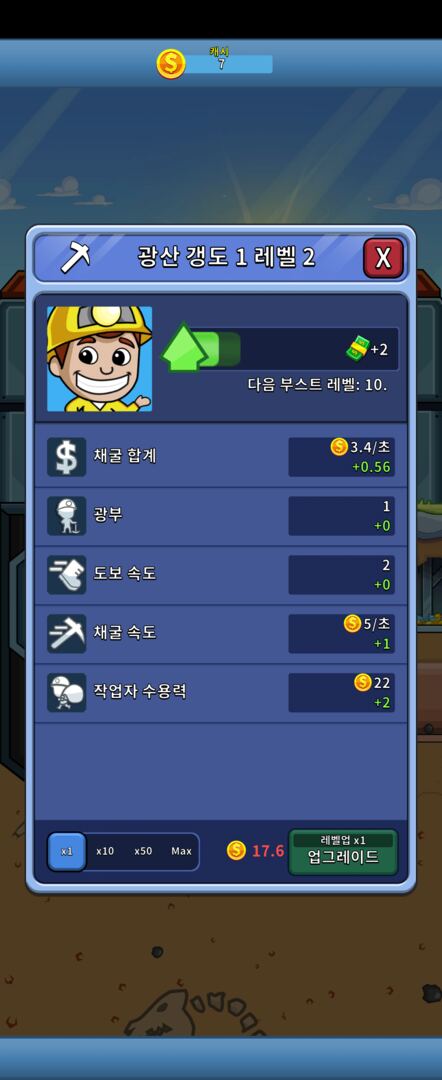 캐시
7
광산 갱도 1 레벨 2
X
+2
다음 부스트 레벨: 10.
채굴 합계
3.4/초
+0.56
광부
1
+0
도보 속도
2
+0
채굴 속도
5/초
+1
작업자 수용력
22
+2
x1 x10 x50 Max
17.6
레벨업 x1
업그레이드